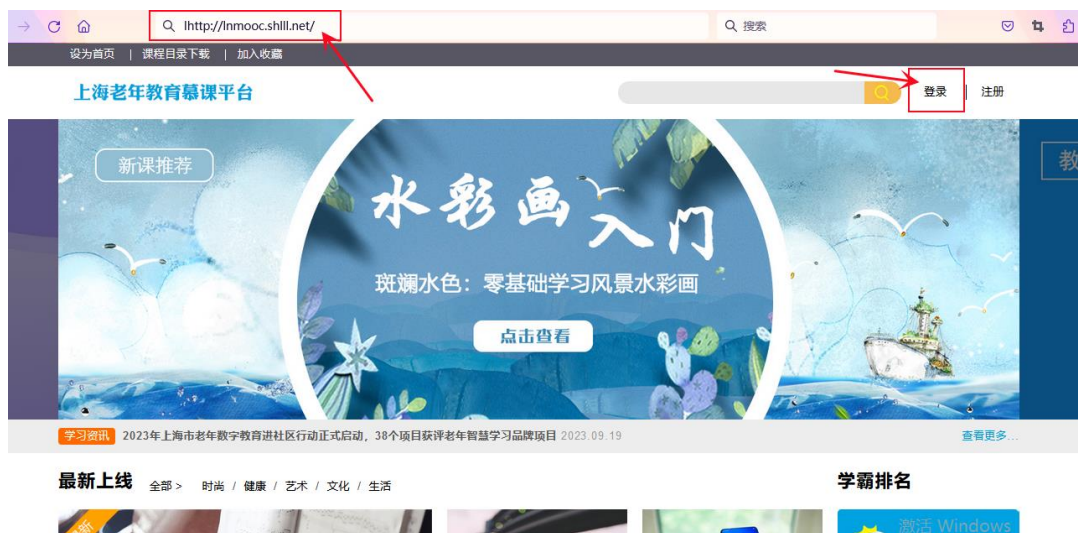 lhttp://lnmooc.shlll.net/
搜索
设为首页 | 课程目录下载 | 加入收藏
上海老年教育慕课平台
登录 | 注册
新课推荐
教
水彩画入门
斑斓水色：零基础学习风景水彩画
点击查看
学习资讯 2023年上海市老年数字教育进社区行动正式启动，38个项目获评老年智慧学习品牌项目 2023.09.19 查看更多...
最新上线 全部 > 时尚 / 健康 / 艺术 / 文化 / 生活
学霸排名
新
激活 Windows